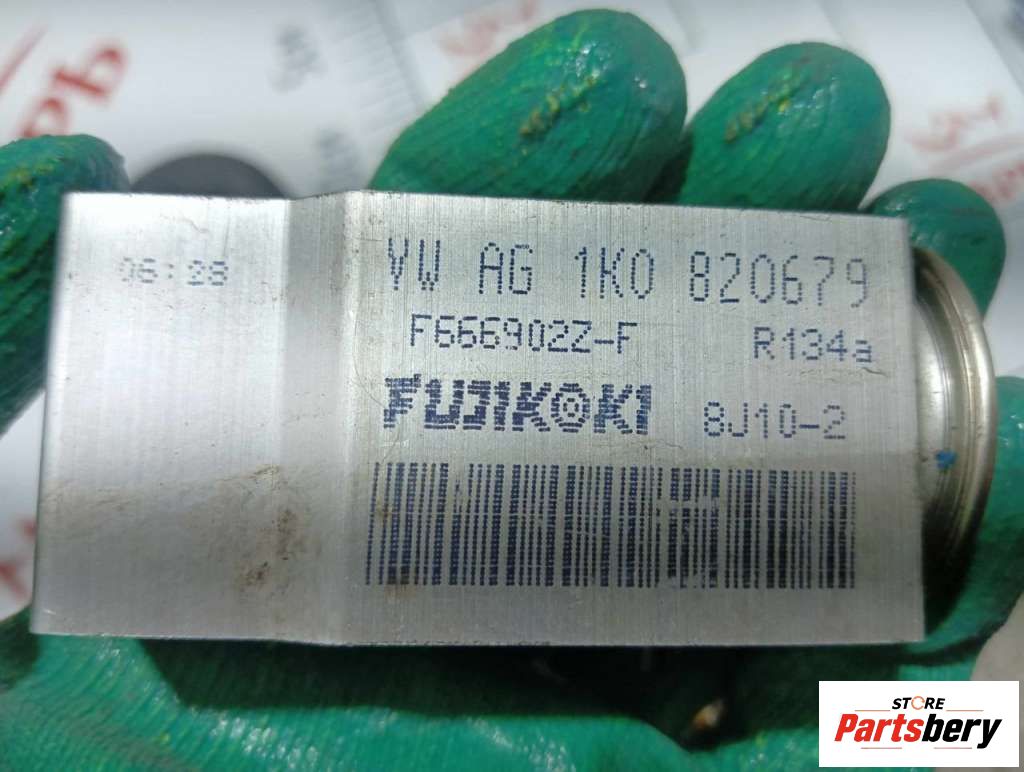 06:28
VW AG 1K0 820679
F666902Z-F R134a
FUJIKOKI 8J10-2
STORE
Partsbery